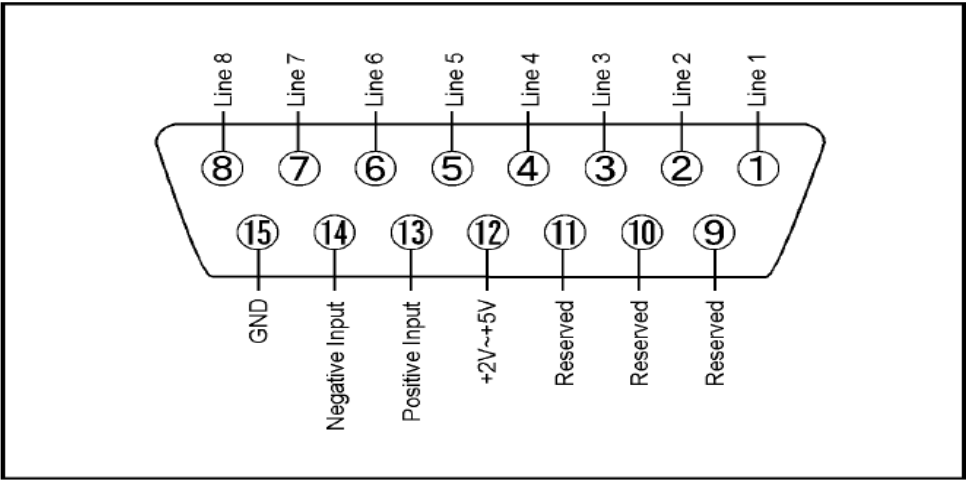 Line 8
Line 7
Line 6
Line 5
Line 4
Line 3
Line 2
Line 1
8
7
6
5
4
3
2
1
15
14
13
12
11
10
9
GND
Negative Input
Positive Input
+2V~+5V
Reserved
Reserved
Reserved